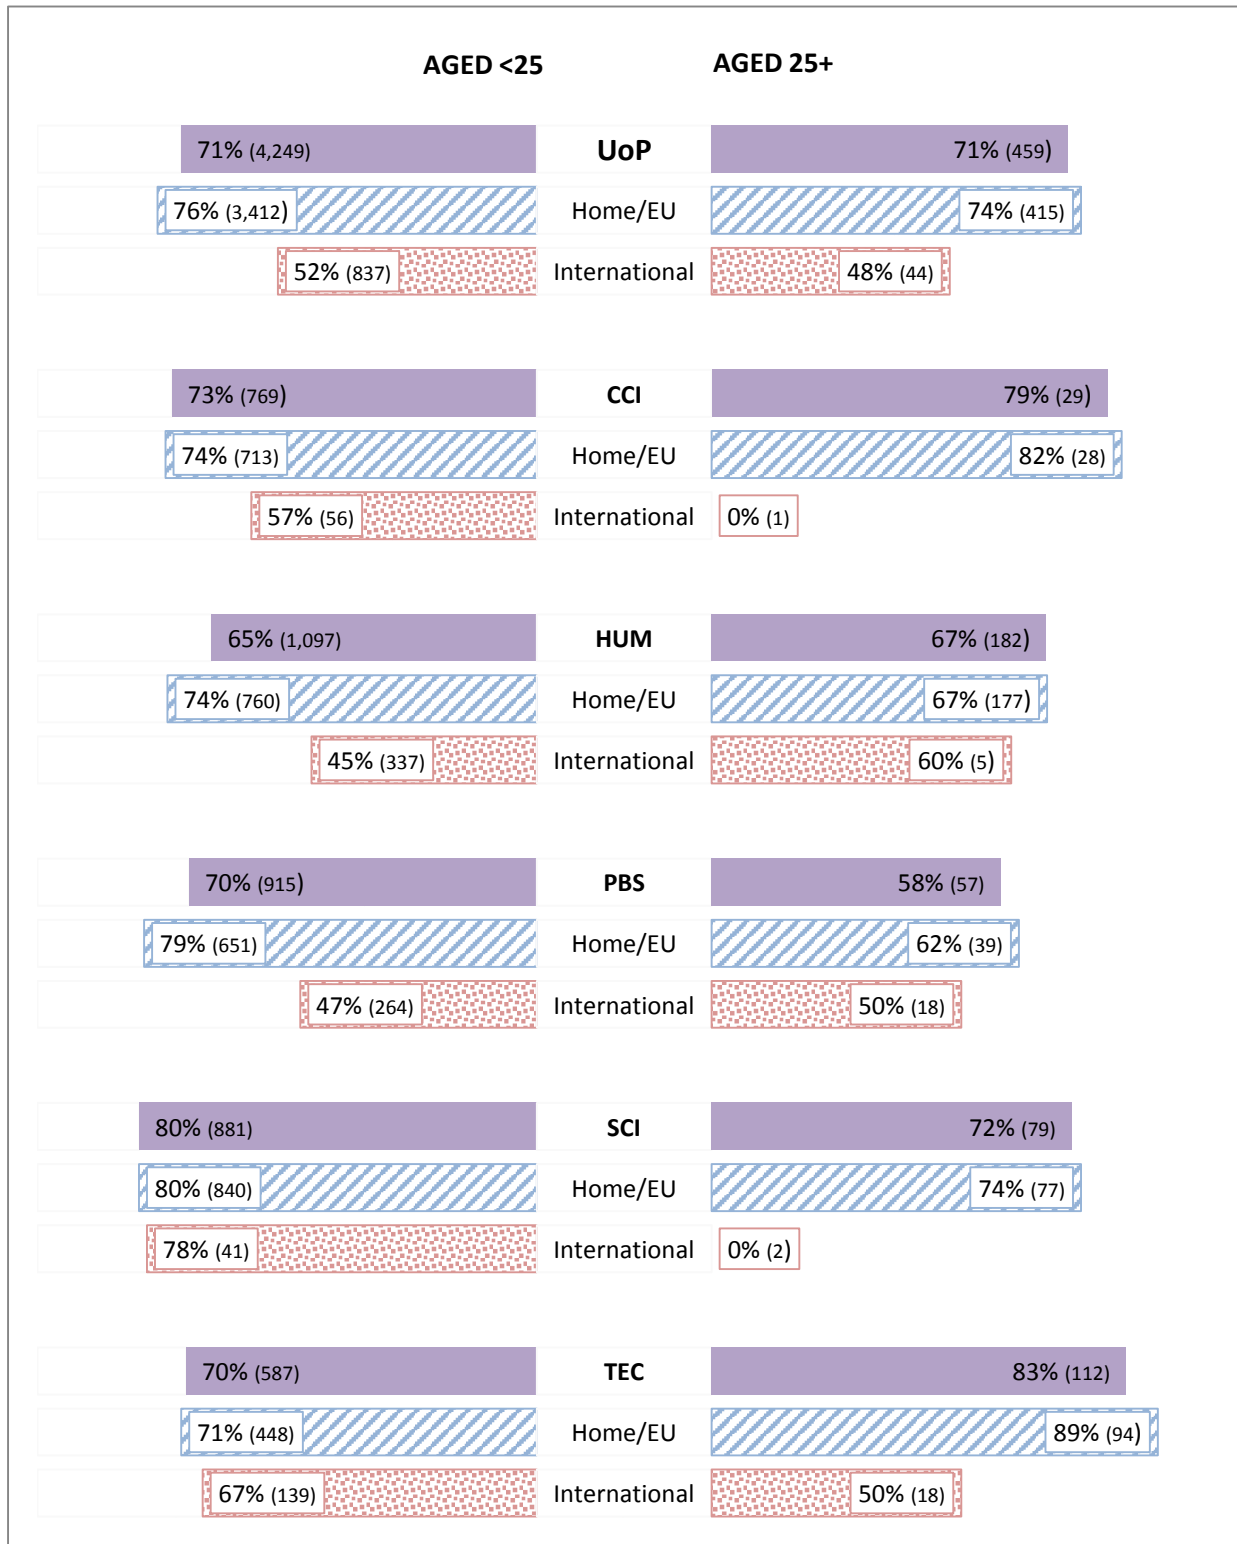 AGED <25 AGED 25+
71% (4,249) UoP 71% (459)
76% (3,412) Home/EU 74% (415)
52% (837) International 48% (44)
73% (769) CCI 79% (29)
74% (713) Home/EU 82% (28)
57% (56) International 0% (1)
65% (1,097) HUM 67% (182)
74% (760) Home/EU 67% (177)
45% (337) International 60% (5)
70% (915) PBS 58% (57)
79% (651) Home/EU 62% (39)
47% (264) International 50% (18)
80% (881) SCI 72% (79)
80% (840) Home/EU 74% (77)
78% (41) International 0% (2)
70% (587) TEC 83% (112)
71% (448) Home/EU 89% (94)
67% (139) International 50% (18)